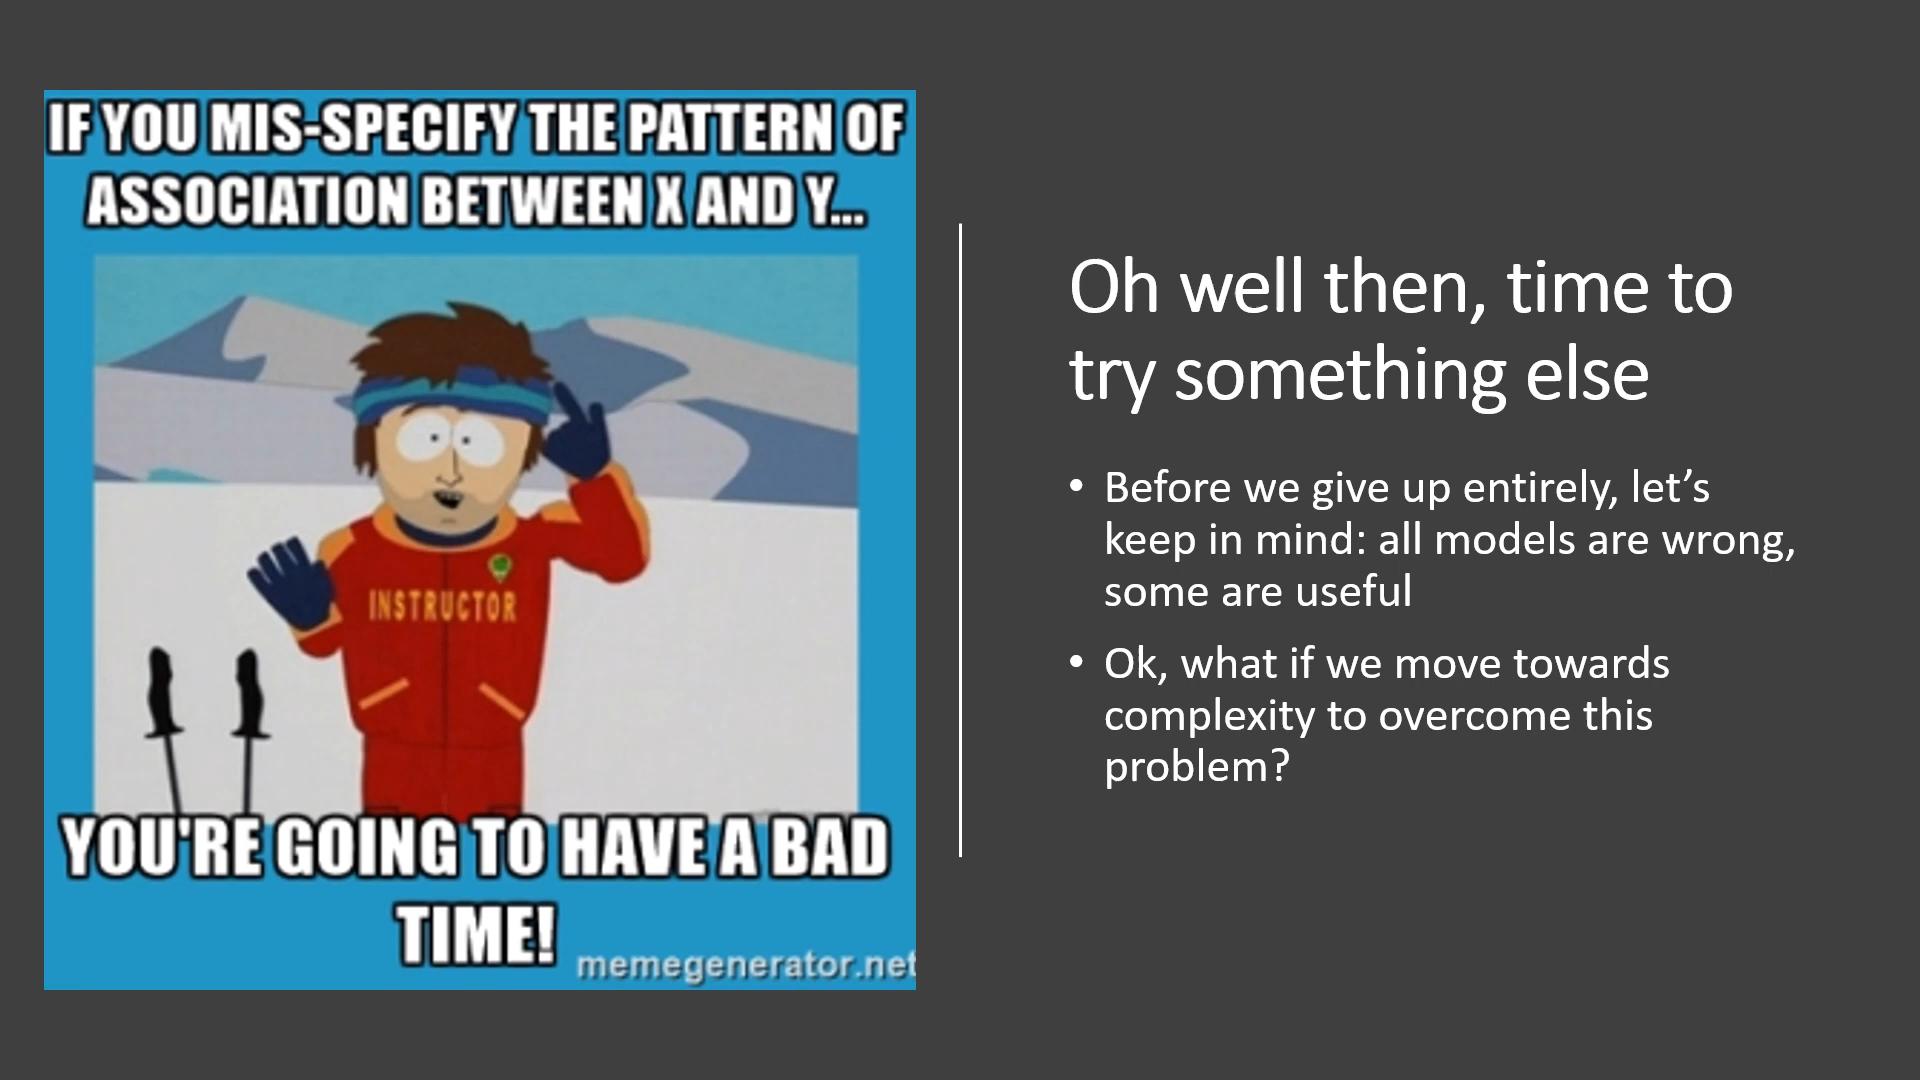 IF YOU MIS-SPECIFY THE PATTERN OF
ASSOCIATION BETWEEN X AND Y...
INSTRUCTOR
YOU'RE GOING TO HAVE A BAD
TIME!
memegenerator.net
Oh well then, time to
try something else
• Before we give up entirely, let’s
keep in mind: all models are wrong,
some are useful
• Ok, what if we move towards
complexity to overcome this
problem?